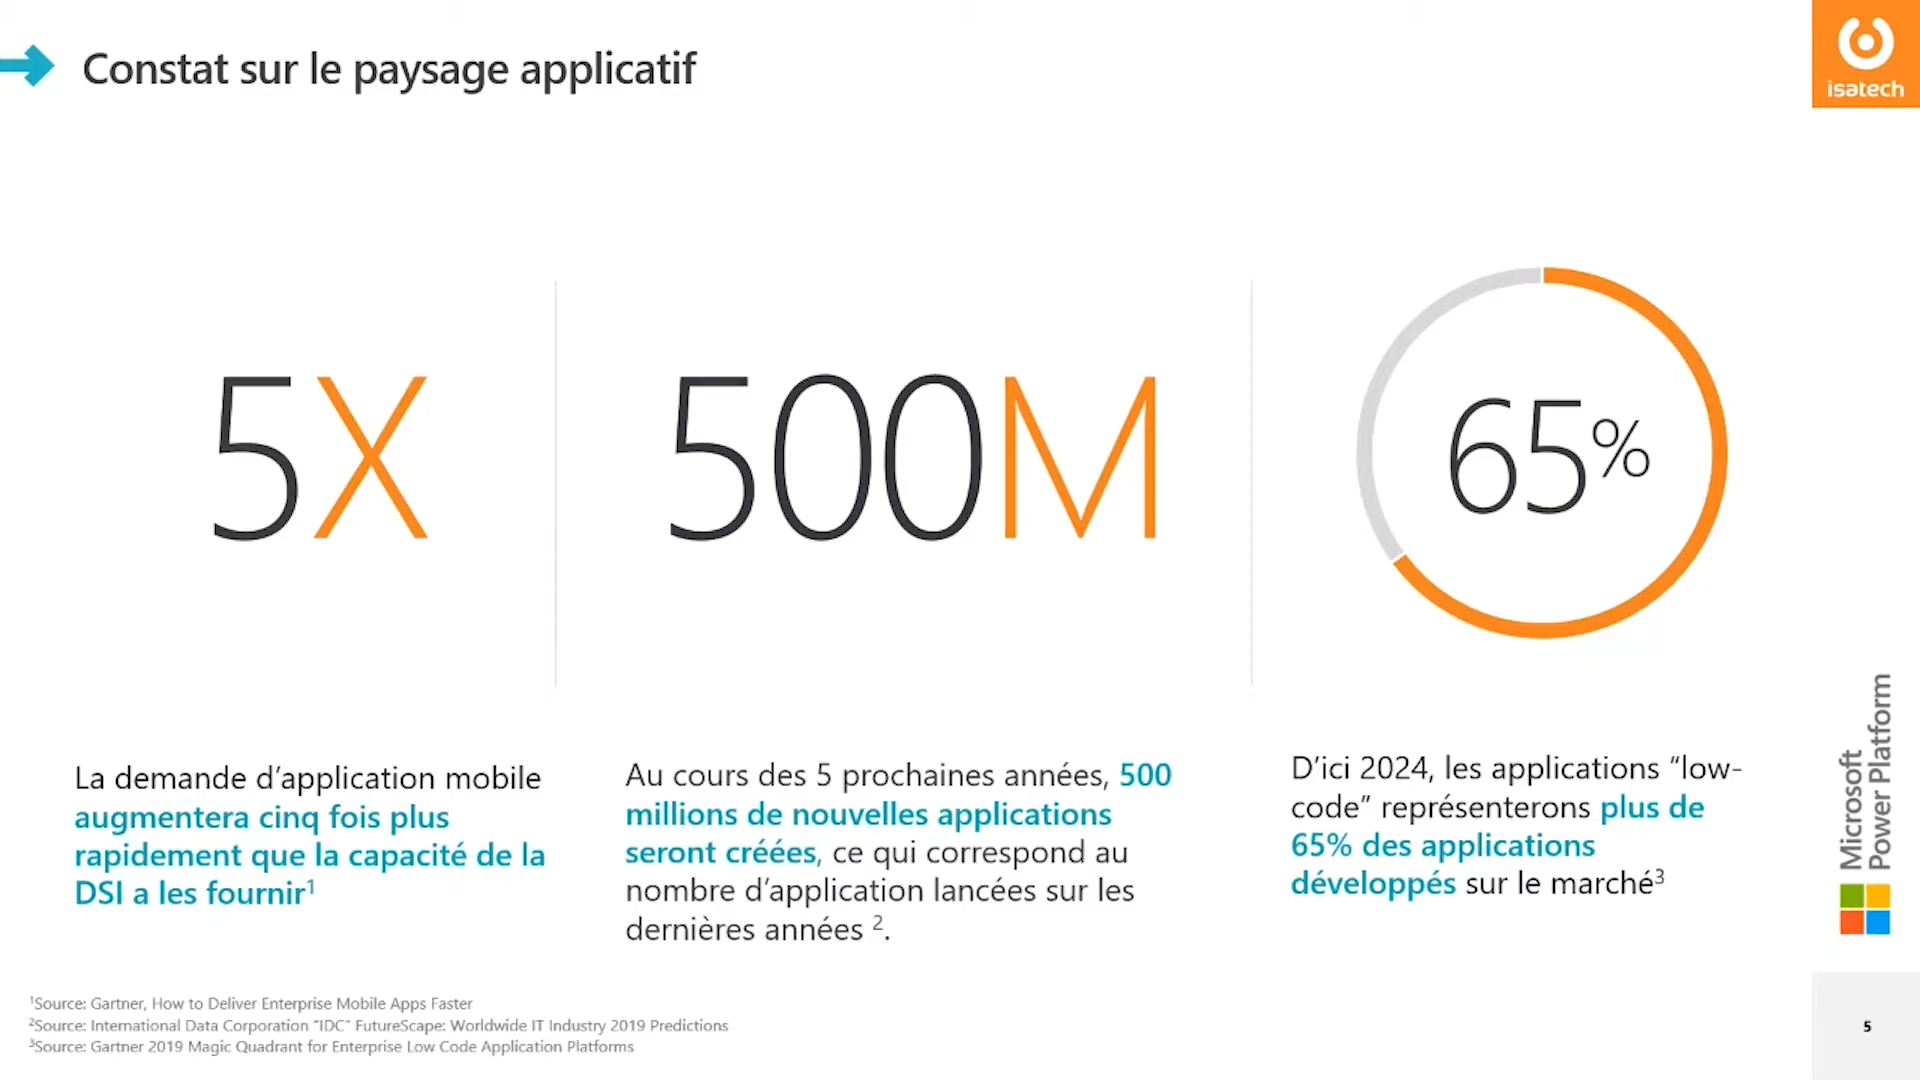 Constat sur le paysage applicatif
isatech
5X
500M
65%
La demande d’application mobile
augmentera cinq fois plus
rapidement que la capacité de la
DSI a les fournir¹
Au cours des 5 prochaines années, 500
millions de nouvelles applications
seront créées, ce qui correspond au
nombre d’application lancées sur les
dernières années ².
D’ici 2024, les applications “low-
code” représenterons plus de
65% des applications
développés sur le marché³
Microsoft
Power Platform
¹Source: Gartner, How to Deliver Enterprise Mobile Apps Faster
²Source: International Data Corporation “IDC” FutureScape: Worldwide IT Industry 2019 Predictions
³Source: Gartner 2019 Magic Quadrant for Enterprise Low Code Application Platforms
5